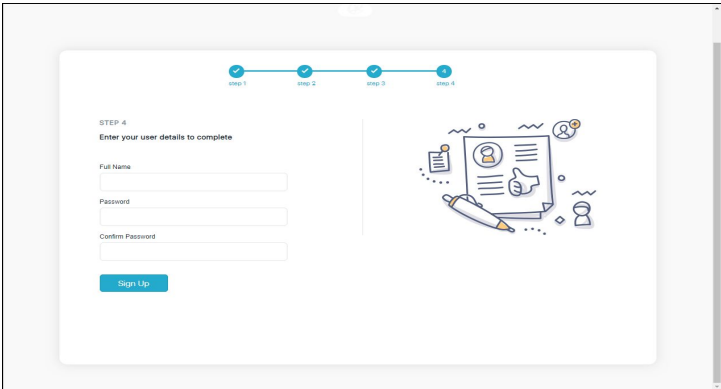 4
step 1
step 2
step 3
step 4
STEP 4
Enter your user details to complete
Full Name
Password
Confirm Password
Sign Up